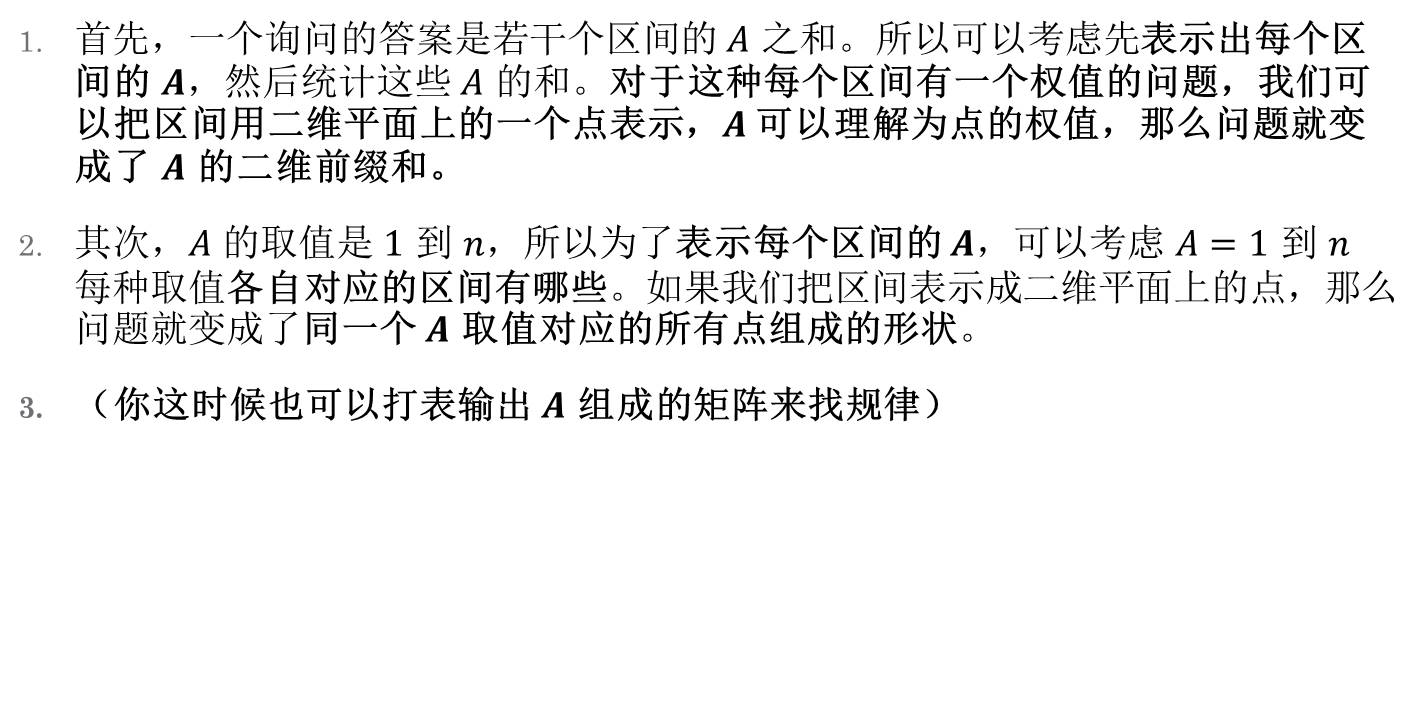 1. 首先，一个询问的答案是若干个区间的 A 之和。所以可以考虑先表示出每个区
间的 A，然后统计这些 A 的和。对于这种每个区间有一个权值的问题，我们可
以把区间用二维平面上的一个点表示，A 可以理解为点的权值，那么问题就变
成了 A 的二维前缀和。
2. 其次，A 的取值是 1 到 n，所以为了表示每个区间的 A，可以考虑 A = 1 到 n
每种取值各自对应的区间有哪些。如果我们把区间表示成二维平面上的点，那么
问题就变成了同一个 A 取值对应的所有点组成的形状。
3. （你这时候也可以打表输出 A 组成的矩阵来找规律）